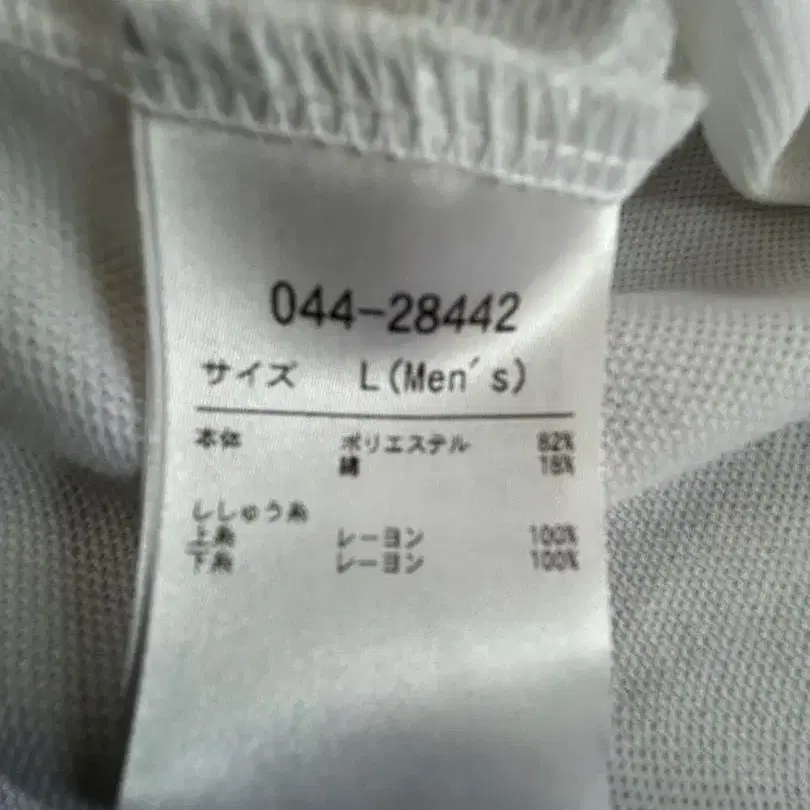 044-28442
サイズ L(Men's)
本体 ポリエステル 82%
綿 18%
ししゅう糸
上糸 レーヨン 100%
下糸 レーヨン 100%